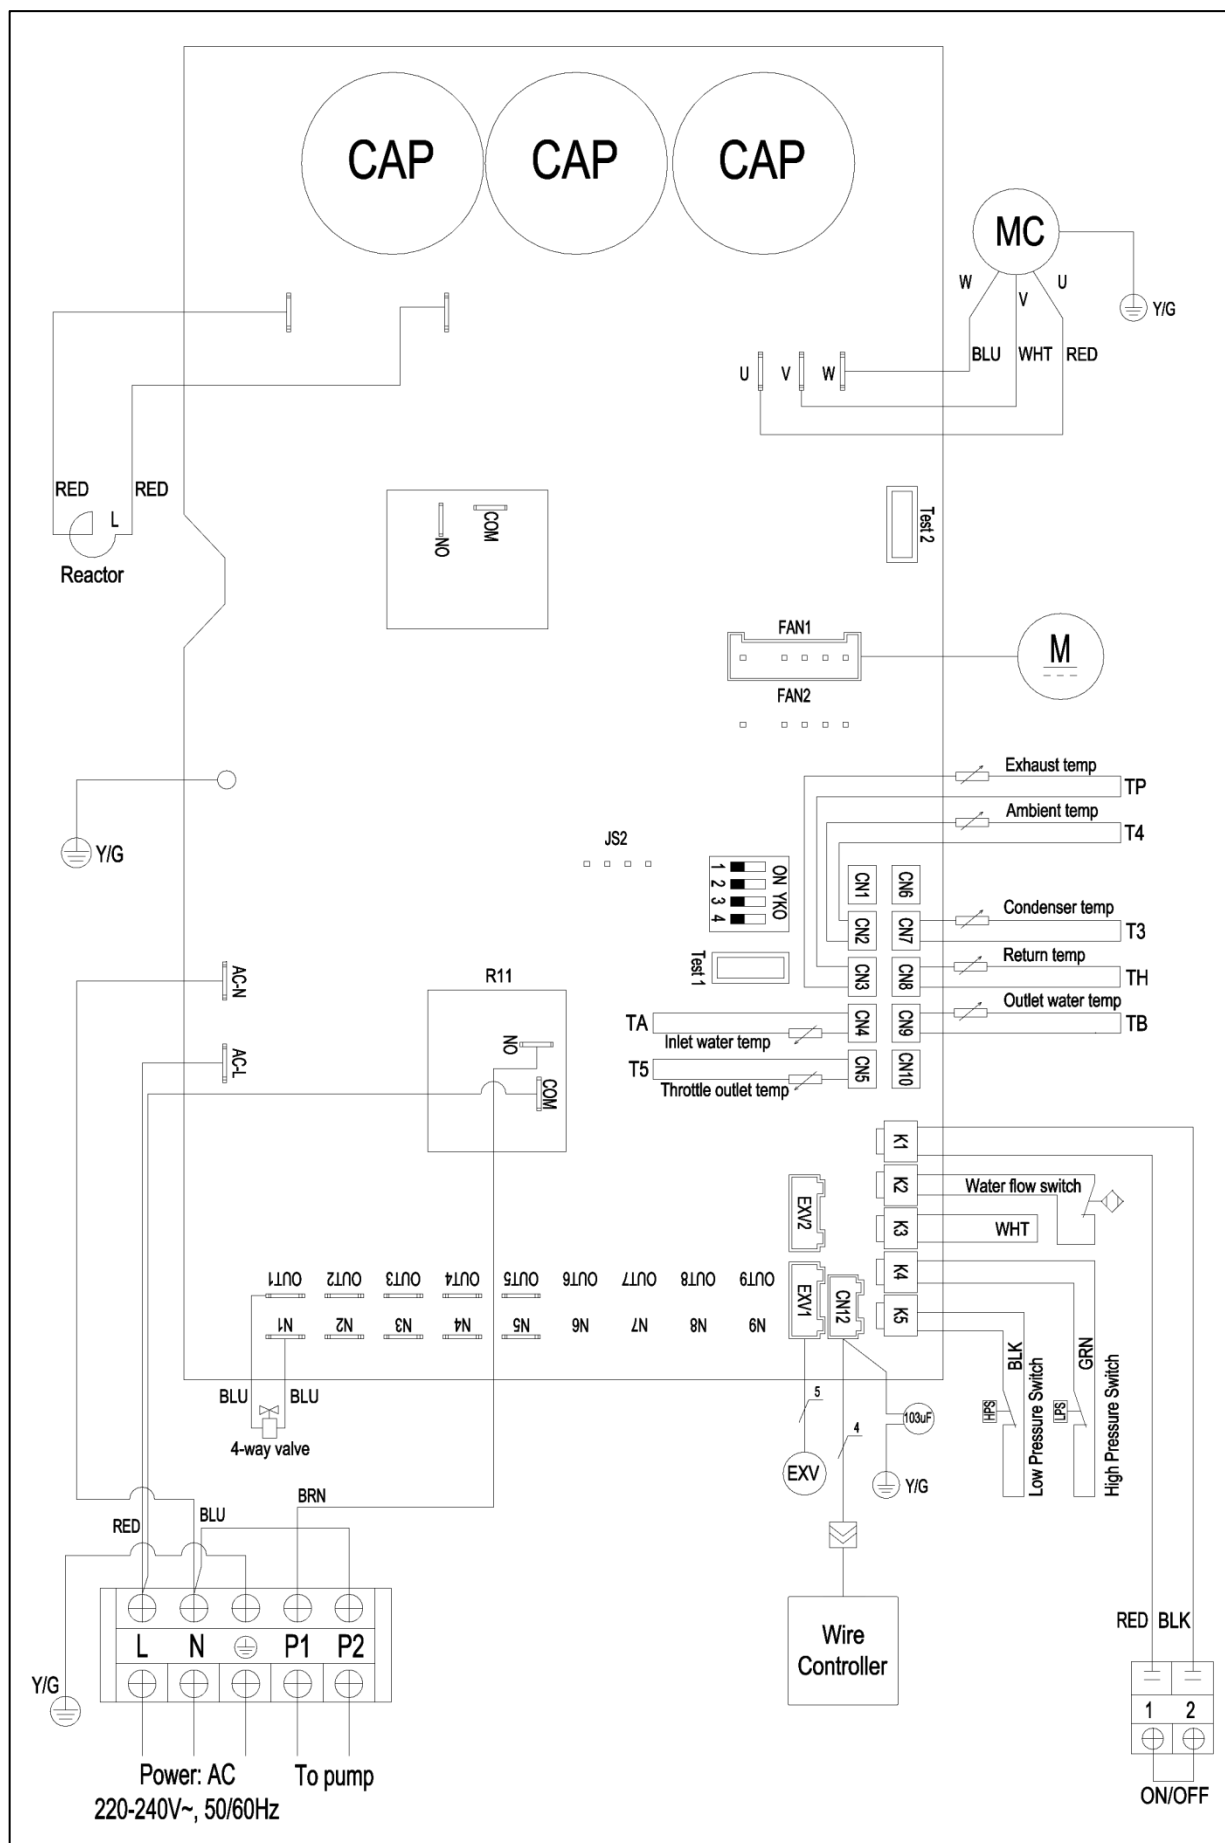 CAP CAP CAP
MC
W V U
Y/G
BLU WHT RED
U V W
RED RED
L
Reactor
NO COM
Test 2
FAN1
M
FAN2
Exhaust temp
TP
Ambient temp
T4
Y/G
JS2
1 2 3 4
ON YKO
CN1 CN6
CN2 CN7
Condenser temp
T3
Test 1
CN3 CN8
Return temp
TH
AC-N
R11
Outlet water temp
TA
CN4 CN9
TB
Inlet water temp
NO
AC-L
T5
CN5 CN10
COM
Throttle outlet temp
K1
K2
Water flow switch
EXV2
K3
WHT
OUT1 OUT2 OUT3 OUT4 OUT5 OUT6 OUT7 OUT8 OUT9
K4
EXV1
CN12
N1 N2 N3 N4 N5 N6 N7 N8 N9
K5
BLK GRN
BLU BLU
5
HPS
Low Pressure Switch
LPS
High Pressure Switch
103uF
4
4-way valve
EXV
Y/G
BRN
BLU
RED
RED BLK
L N P1 P2
Wire
Controller
Y/G
1 2
Power: AC
220-240V~, 50/60Hz
To pump
ON/OFF